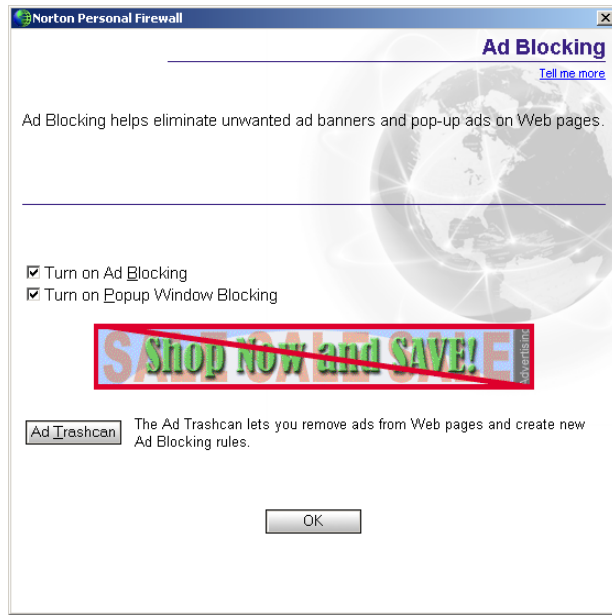 Norton Personal Firewall
Ad Blocking
Tell me more
Ad Blocking helps eliminate unwanted ad banners and pop-up ads on Web pages.
Turn on Ad Blocking
Turn on Popup Window Blocking
SALE SALE SALE
Shop Now and SAVE!
Advertising
Ad Trashcan
The Ad Trashcan lets you remove ads from Web pages and create new
Ad Blocking rules.
OK